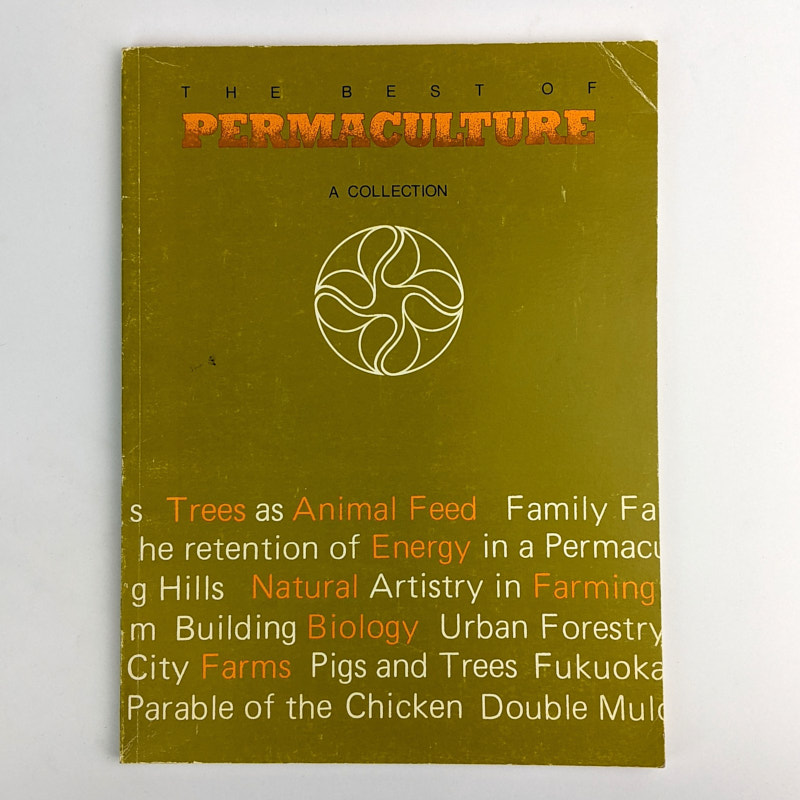 THE BEST OF
PERMACULTURE
A COLLECTION
s Trees as Animal Feed Family Fa
he retention of Energy in a Permacu
g Hills Natural Artistry in Farming
m Building Biology Urban Forestry
City Farms Pigs and Trees Fukuoka
Parable of the Chicken Double Mulc